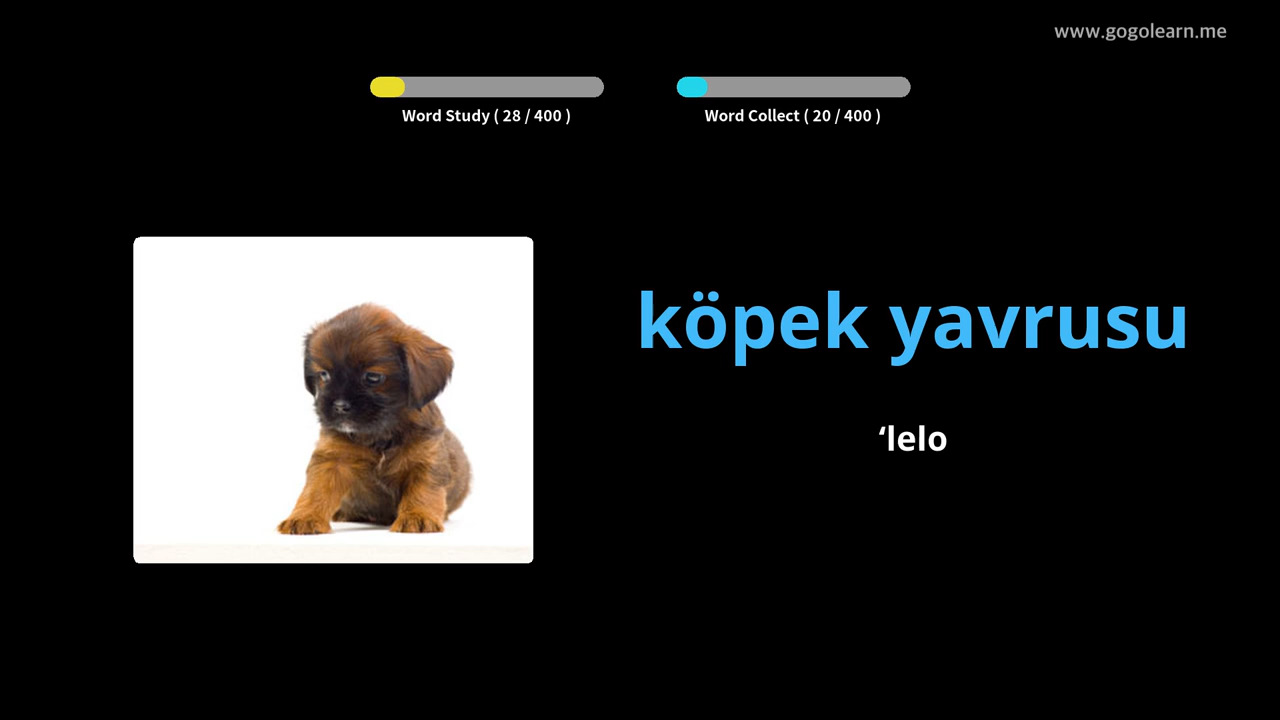 www.gogolearn.me
Word Study ( 28 / 400 )
Word Collect ( 20 / 400 )
köpek yavrusu
‘lelo